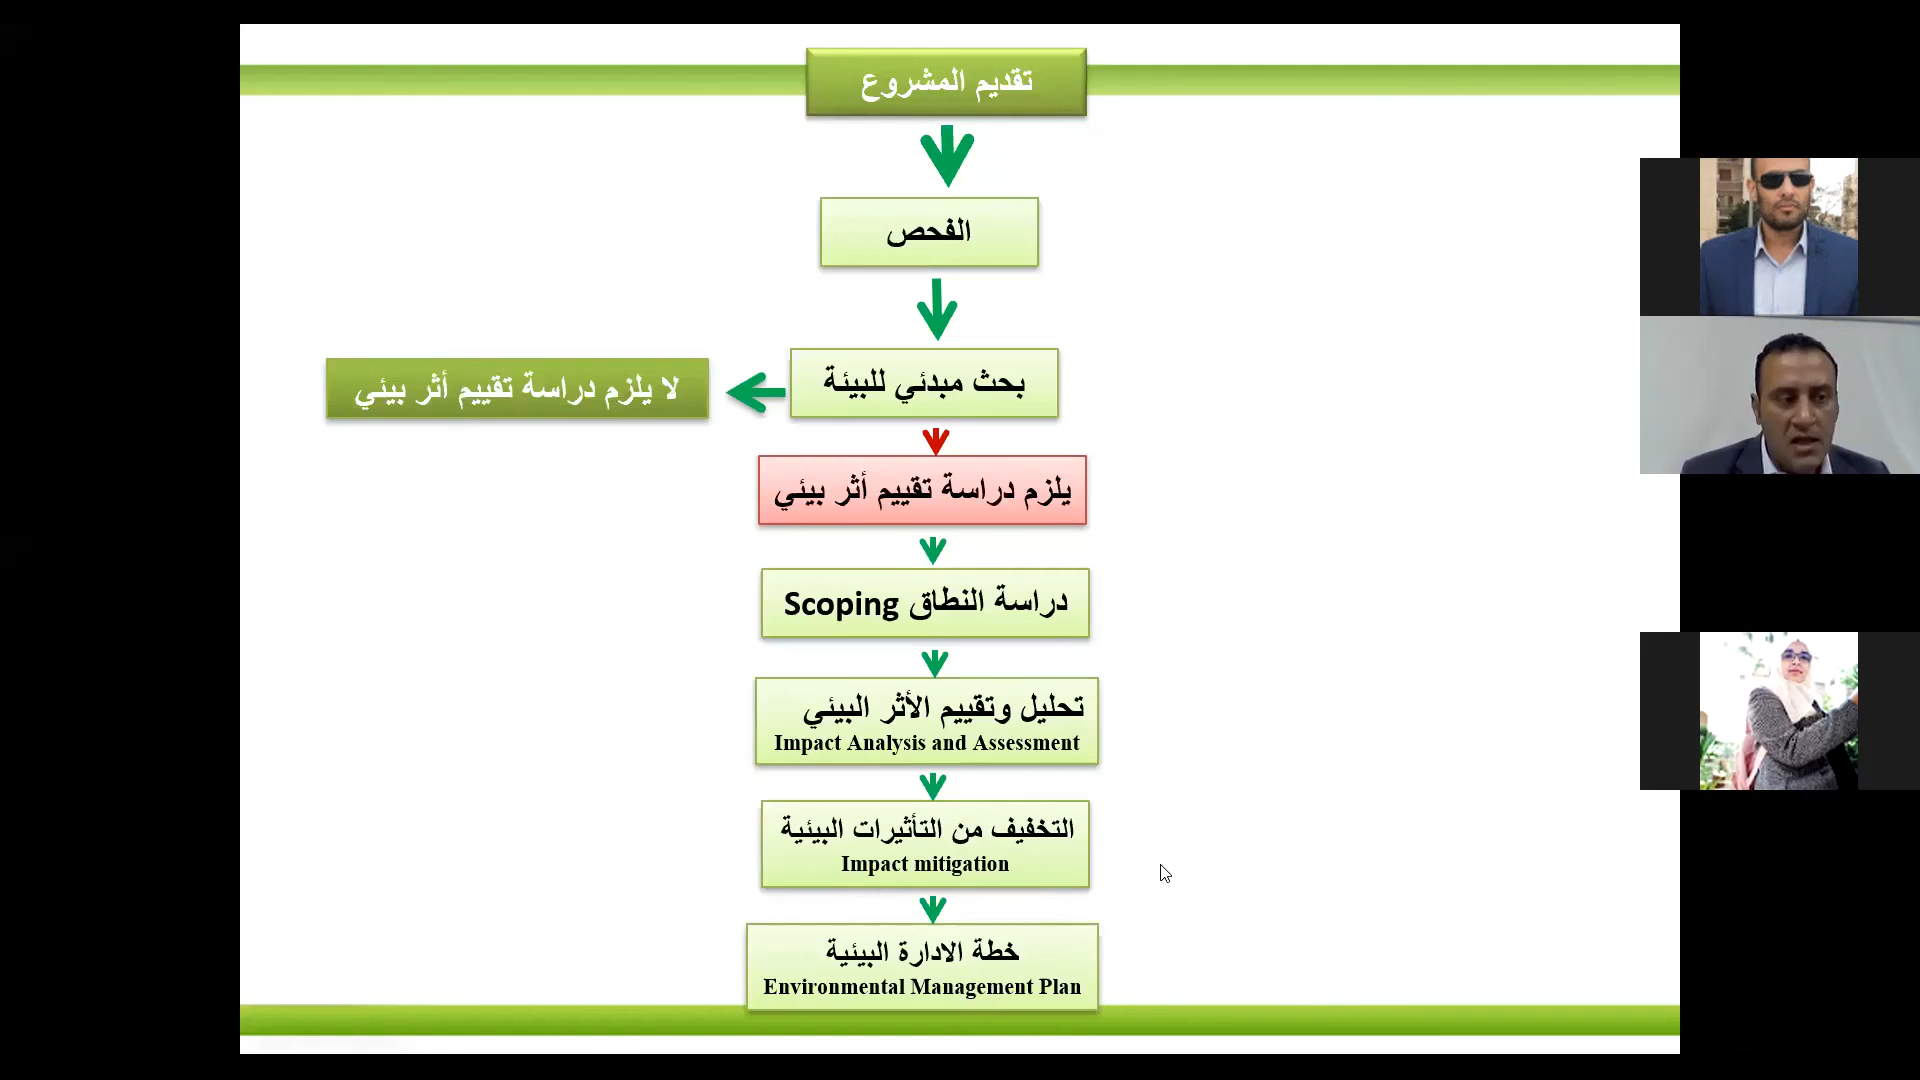 تقديم المشروع
الفحص
بحث مبدئي للبيئة
لا يلزم دراسة تقييم أثر بيئي
يلزم دراسة تقييم أثر بيئي
دراسة النطاق Scoping
تحليل وتقييم الأثر البيئي
Impact Analysis and Assessment
التخفيف من التأثيرات البيئية
Impact mitigation
خطة الادارة البيئية
Environmental Management Plan